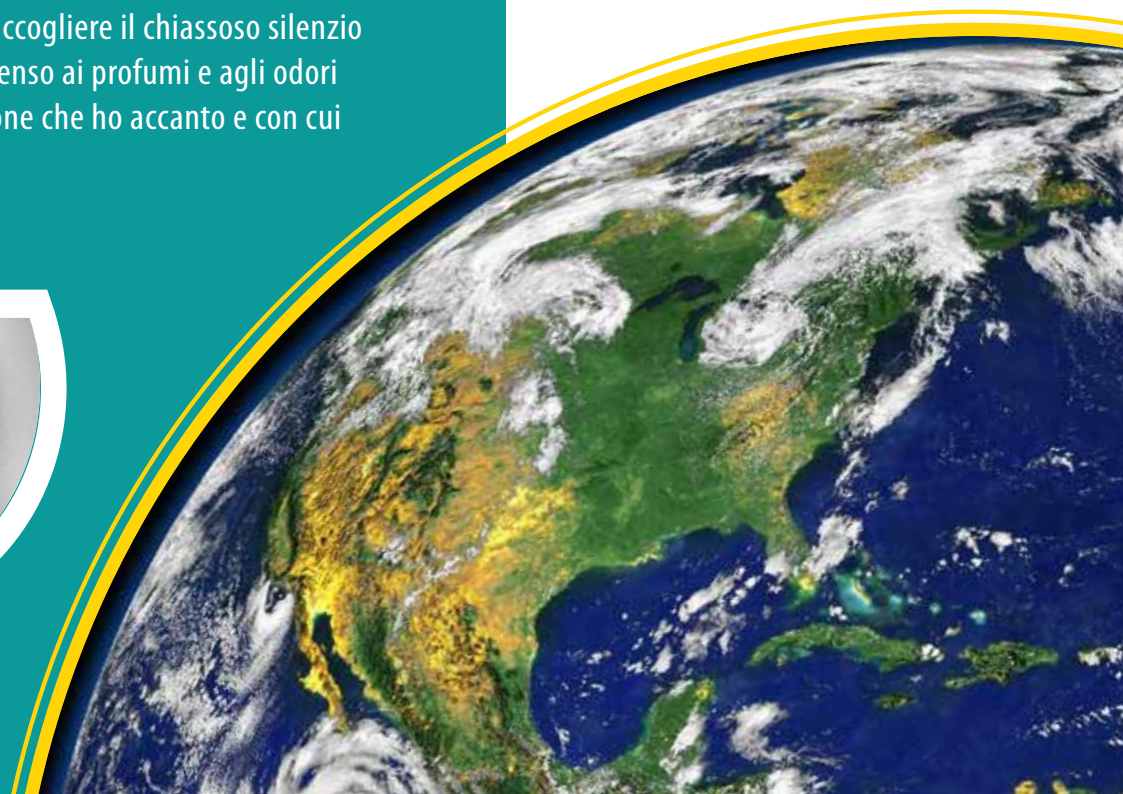 ccogliere il chiassoso silenzio
enso ai profumi e agli odori
one che ho accanto e con cui